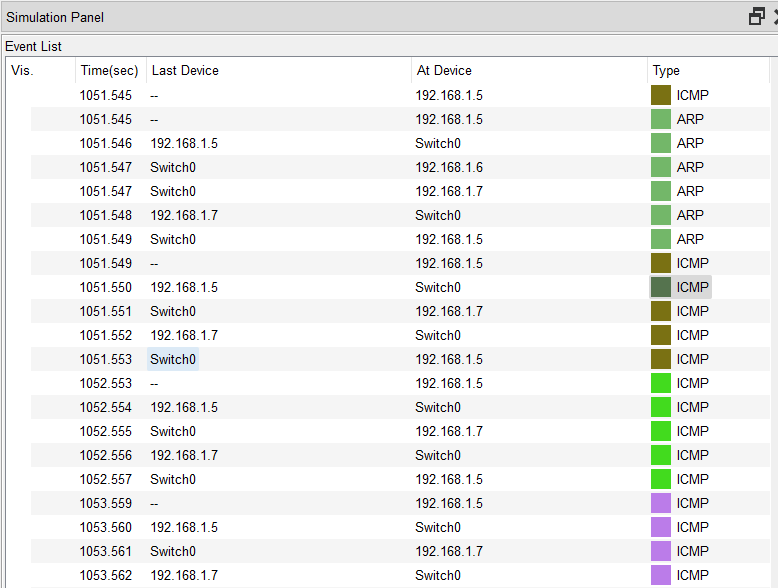 Simulation Panel
Event List
Vis. Time(sec) Last Device At Device Type
1051.545 -- 192.168.1.5 ICMP
1051.545 -- 192.168.1.5 ARP
1051.546 192.168.1.5 Switch0 ARP
1051.547 Switch0 192.168.1.6 ARP
1051.547 Switch0 192.168.1.7 ARP
1051.548 192.168.1.7 Switch0 ARP
1051.549 Switch0 192.168.1.5 ARP
1051.549 -- 192.168.1.5 ICMP
1051.550 192.168.1.5 Switch0 ICMP
1051.551 Switch0 192.168.1.7 ICMP
1051.552 192.168.1.7 Switch0 ICMP
1051.553 Switch0 192.168.1.5 ICMP
1052.553 -- 192.168.1.5 ICMP
1052.554 192.168.1.5 Switch0 ICMP
1052.555 Switch0 192.168.1.7 ICMP
1052.556 192.168.1.7 Switch0 ICMP
1052.557 Switch0 192.168.1.5 ICMP
1053.559 -- 192.168.1.5 ICMP
1053.560 192.168.1.5 Switch0 ICMP
1053.561 Switch0 192.168.1.7 ICMP
1053.562 192.168.1.7 Switch0 ICMP